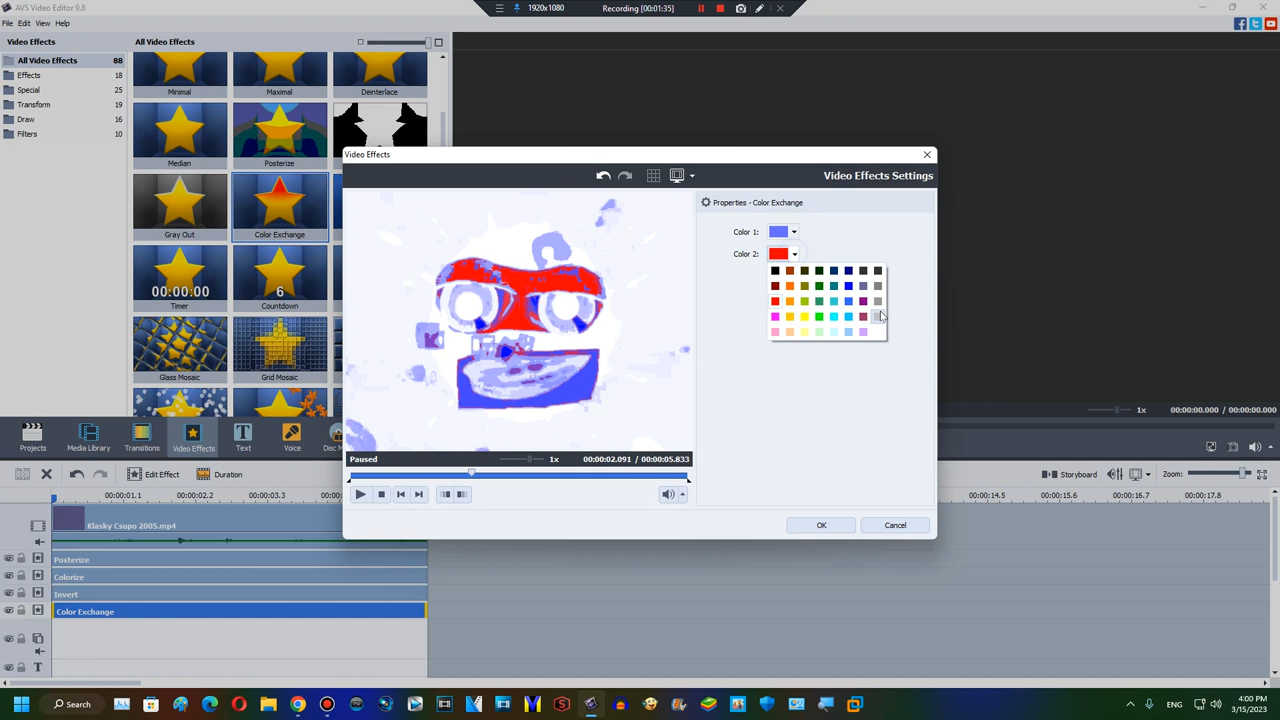 AVS Video Editor 9.8
1920x1080
Recording [00:01:35]
File Edit View Help
Video Effects
All Video Effects
All Video Effects 88
Effects 18
Special 25
Transform 19
Draw 16
Filters 10
Minimal
Maximal
Deinterlace
Median
Posterize
Gray Out
Color Exchange
Timer
00:00:00
Countdown
6
Glass Mosaic
Grid Mosaic
Video Effects
Video Effects Settings
Properties - Color Exchange
Color 1:
Color 2:
K
Paused
1x
00:00:02.091 / 00:00:05.833
OK
Cancel
1x
00:00:00.000 / 00:00:00.000
Projects
Media Library
Transitions
Video Effects
Text
Voice
Disc M
Edit Effect
Duration
Storyboard
Zoom:
00:00:01.1
00:00:02.2
00:00:03.3
00:00:14.5
00:00:15.6
00:00:16.7
00:00:17.8
Klasky Csupo 2005.mp4
Posterize
Colorize
Invert
Color Exchange
T
Search
ENG
4:00 PM
3/15/2023